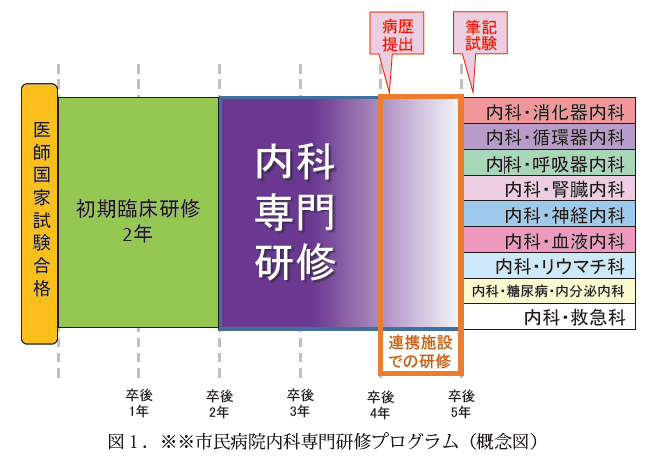 病歴
提出
筆記
試験
医師国家試験合格
初期臨床研修
2年
内科
専門
研修
内科・消化器内科
内科・循環器内科
内科・呼吸器内科
内科・腎臓内科
内科・神経内科
内科・血液内科
内科・リウマチ科
内科・糖尿病・内分泌内科
内科・救急科
連携施設
での研修
卒後
1年
卒後
2年
卒後
3年
卒後
4年
卒後
5年
図1．※※市民病院内科専門研修プログラム（概念図）